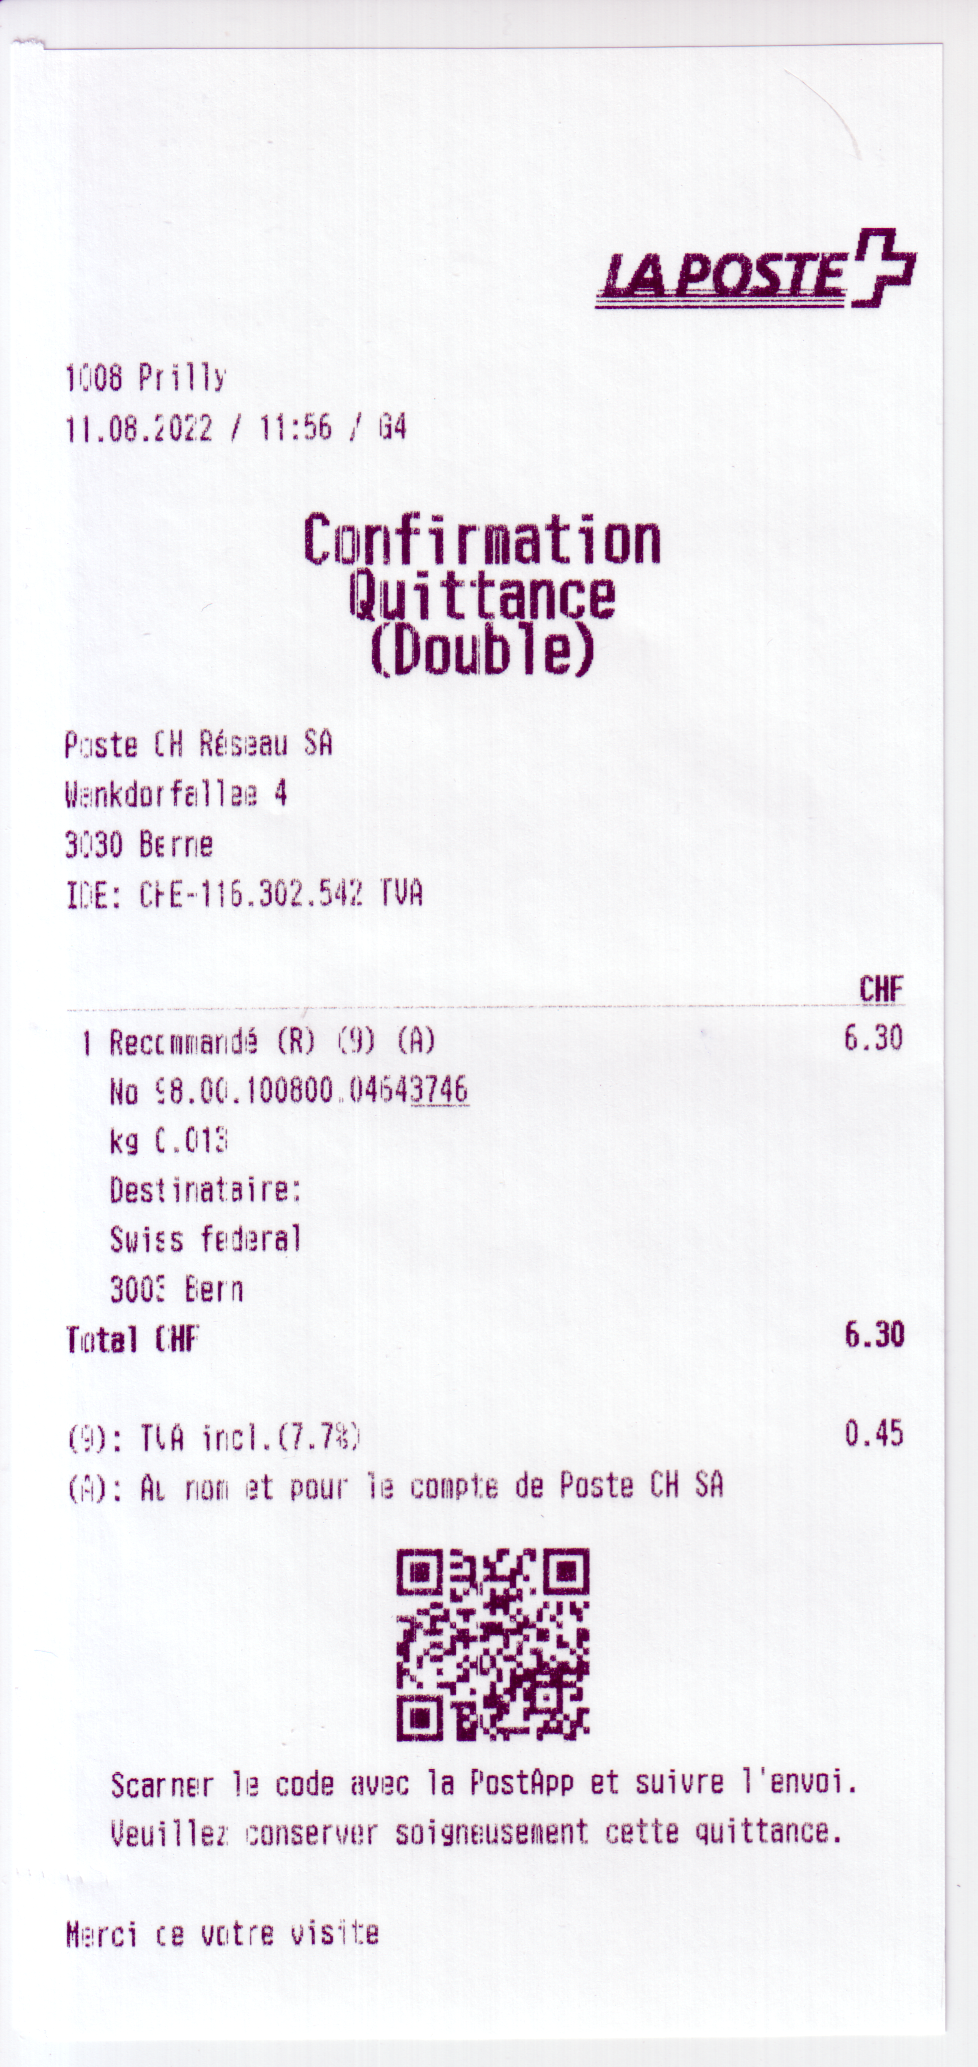 LA POSTE
1008 Prilly
11.08.2022 / 11:56 / G4
Confirmation
Quittance
(Double)
Poste CH Réseau SA
Wankdorfallee 4
3030 Berne
IDE: CHE-116.302.542 TVA
CHF
1 Recommandé (R) (9) (A) 6.30
No 98.00.100800.04643746
kg 0.013
Destinataire:
Swiss federal
3003 Bern
Total CHF 6.30
(9): TVA incl.(7.7%) 0.45
(A): Au nom et pour le compte de Poste CH SA
Scanner le code avec la PostApp et suivre l'envoi.
Veuillez conserver soigneusement cette quittance.
Merci de votre visite